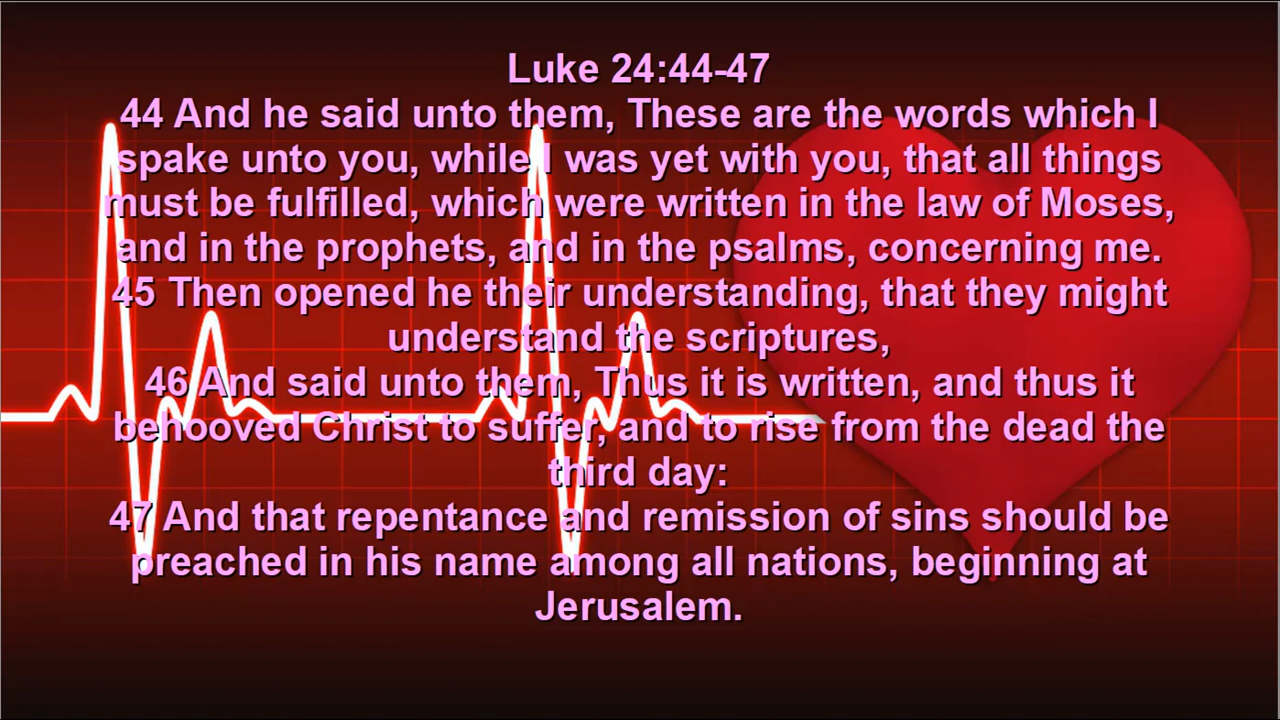 Luke 24:44-47
44 And he said unto them, These are the words which I
spake unto you, while I was yet with you, that all things
must be fulfilled, which were written in the law of Moses,
and in the prophets, and in the psalms, concerning me.
45 Then opened he their understanding, that they might
understand the scriptures,
46 And said unto them, Thus it is written, and thus it
behooved Christ to suffer, and to rise from the dead the
third day:
47 And that repentance and remission of sins should be
preached in his name among all nations, beginning at
Jerusalem.